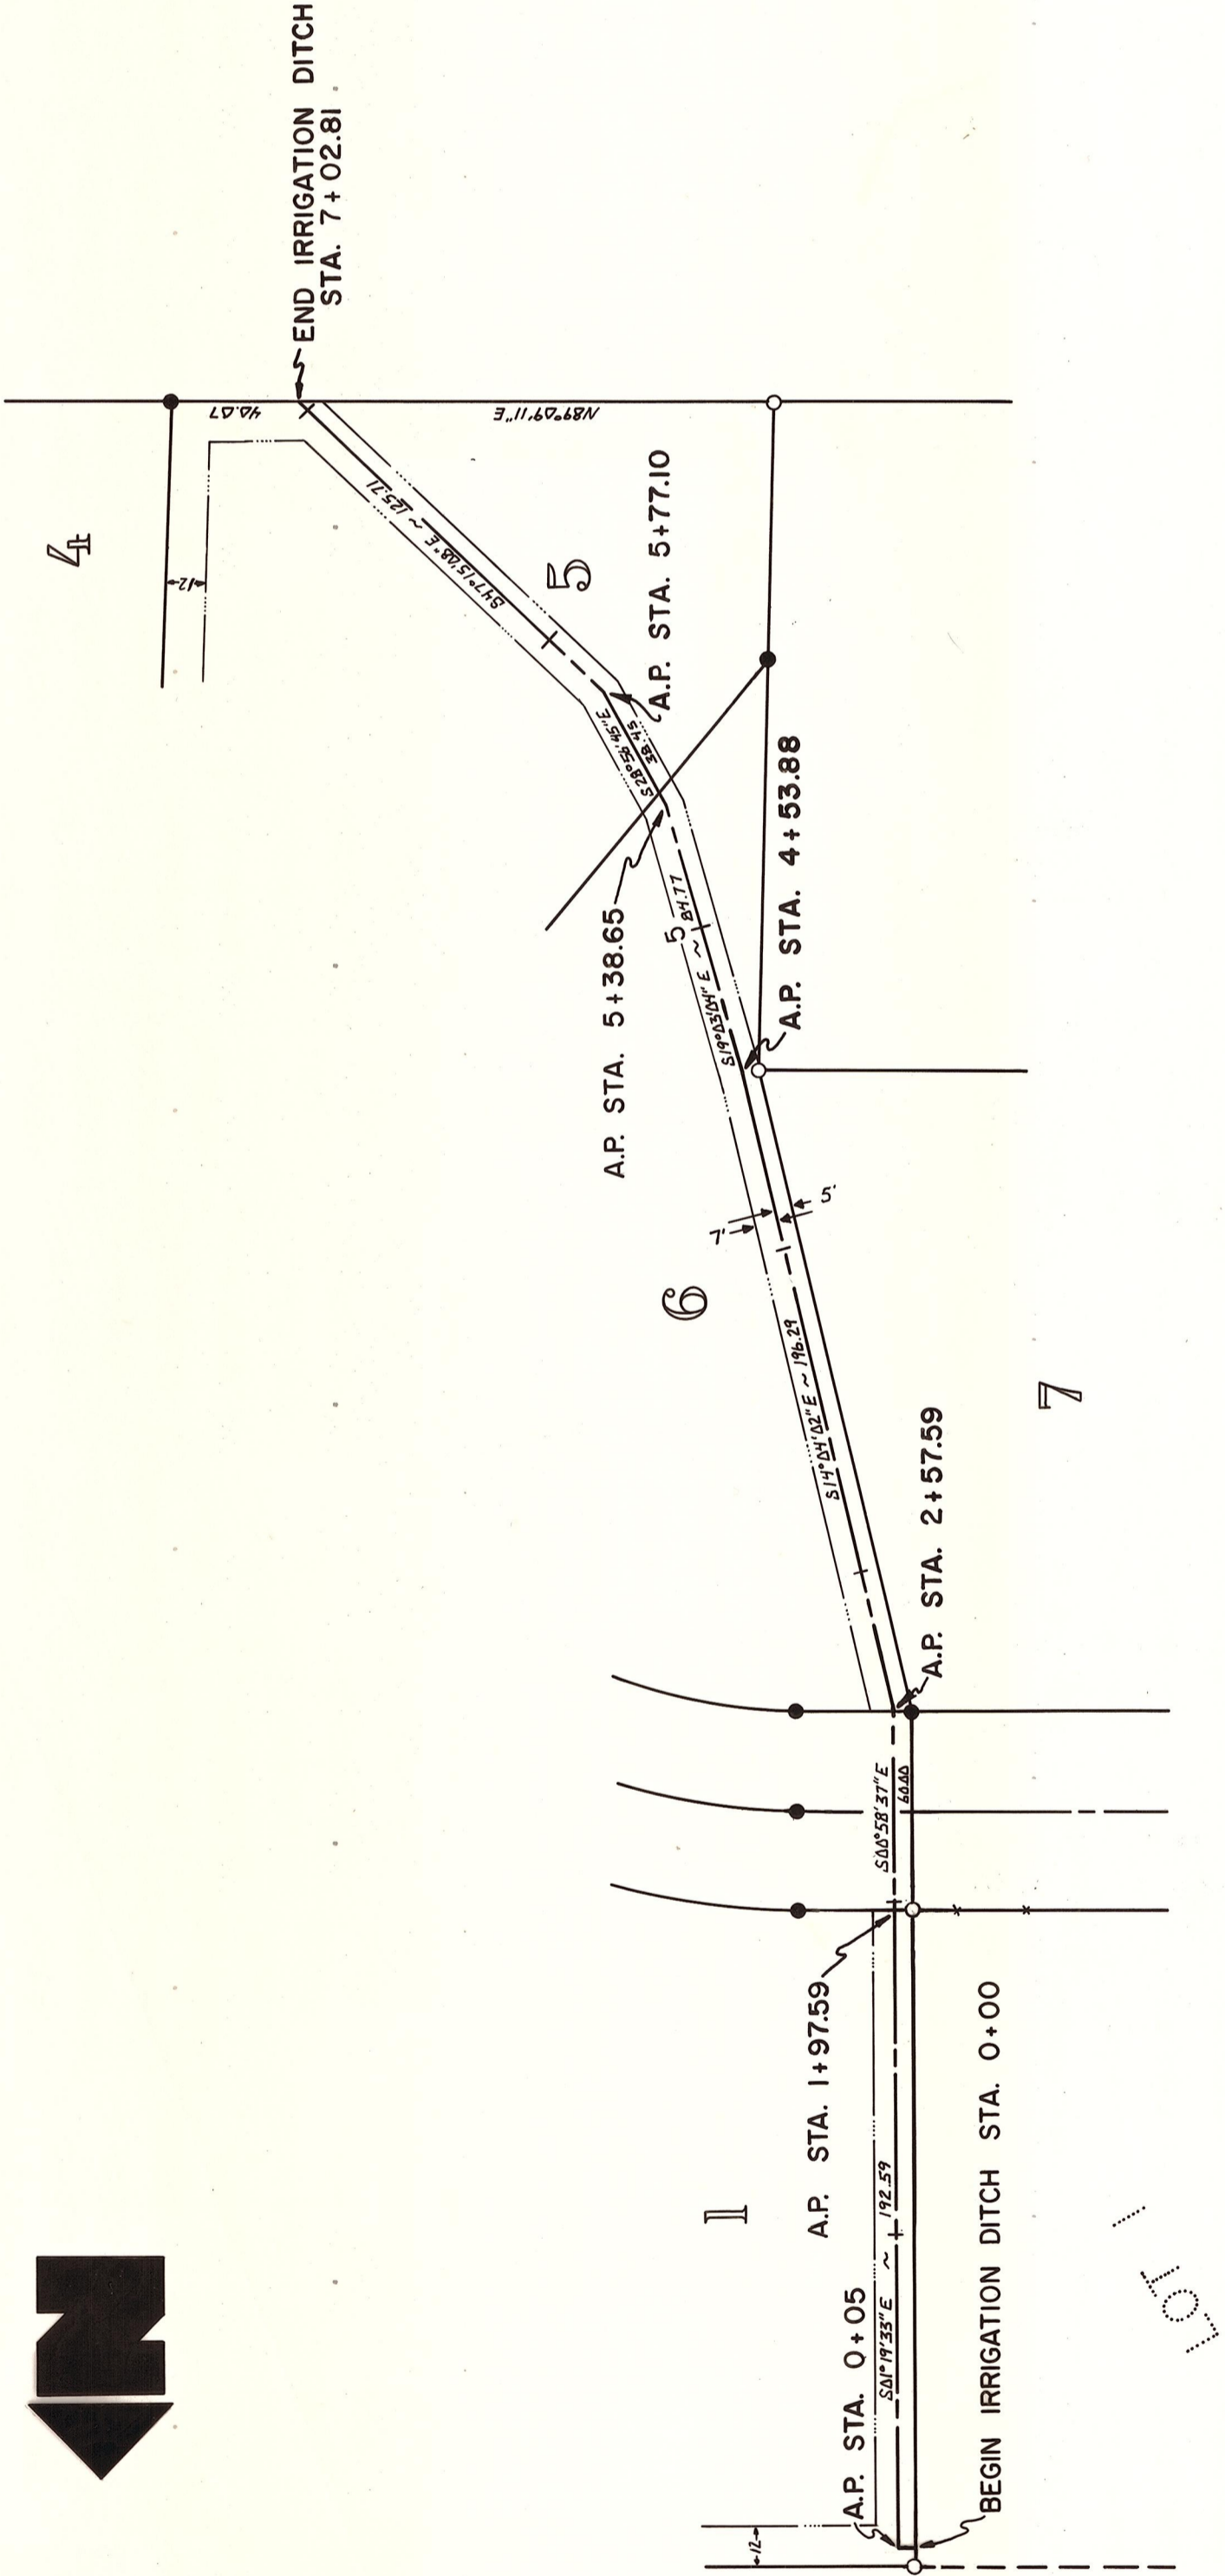 END IRRIGATION DITCH
STA. 7+02.81
40.07
N89°09'11"E
4
12
S47°15'08"E ~ 125.71
5
A.P. STA. 5+77.10
S28°56'45"E
38.45
A.P. STA. 5+38.65
5
S19°03'04"E ~ 84.77
A.P. STA. 4+53.88
7'
5'
6
S14°04'02"E ~ 196.29
7
A.P. STA. 2+57.59
S00°58'37"E
60.00
A.P. STA. 1+97.59
1
S01°19'33"E ~ 192.59
A.P. STA. 0+05
BEGIN IRRIGATION DITCH STA. 0+00
12
LOT 1
N